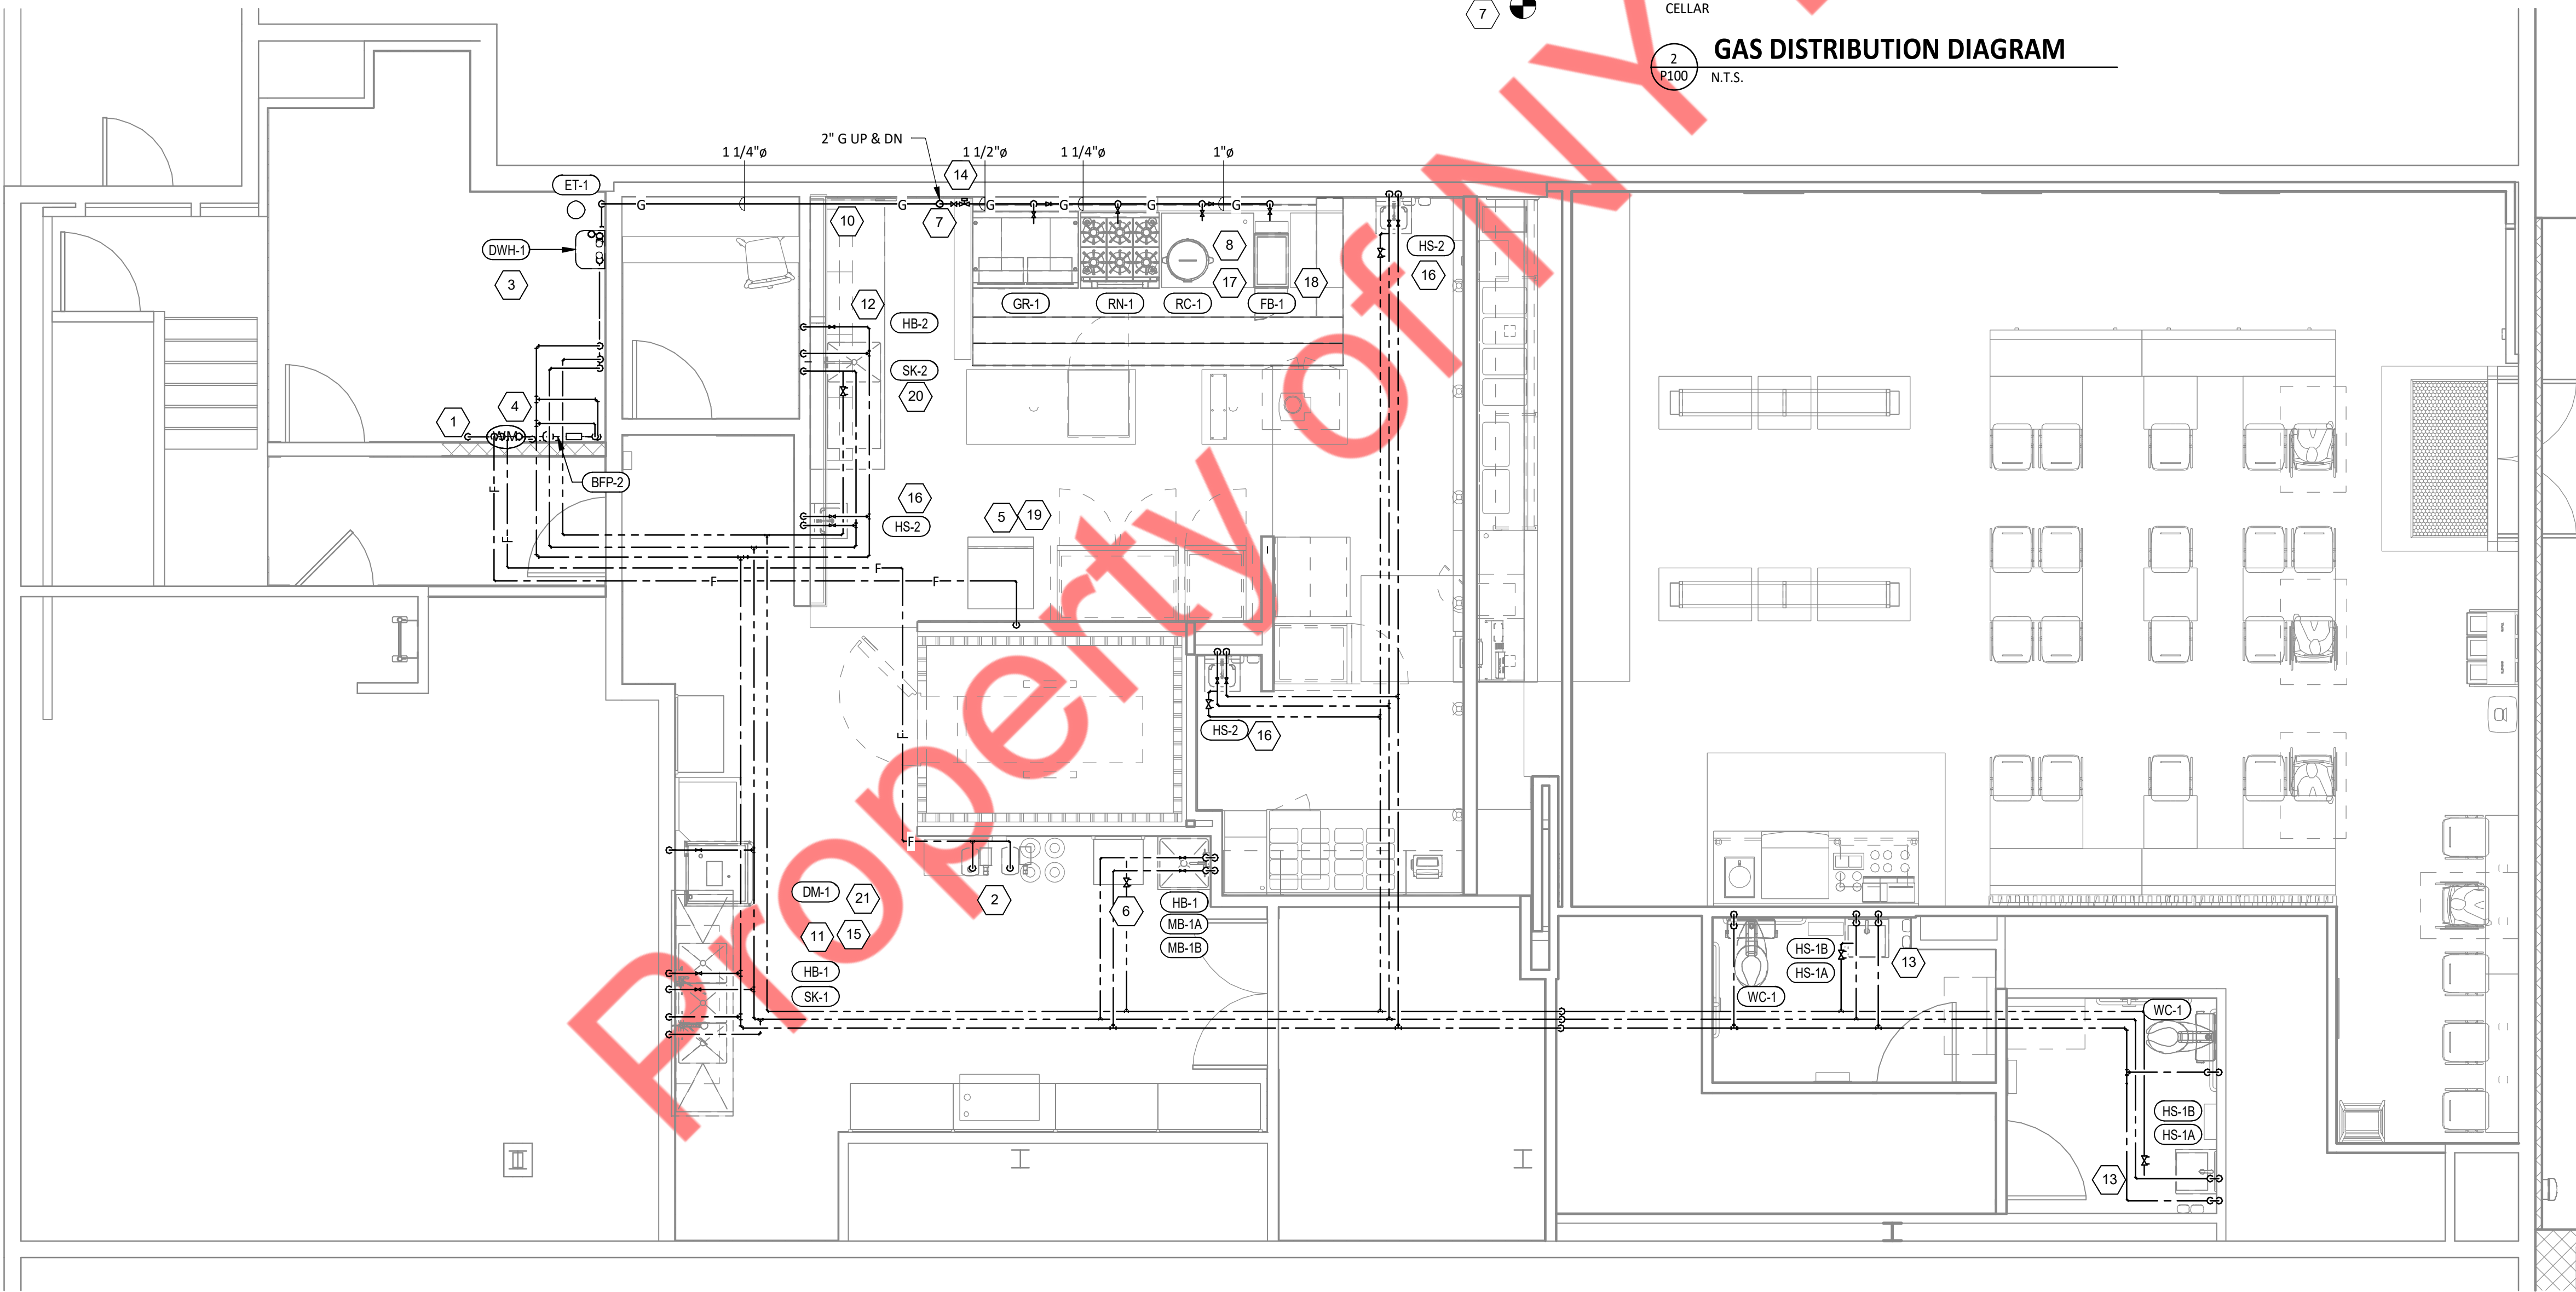 7
CELLAR
2
P100
GAS DISTRIBUTION DIAGRAM
N.T.S.
Property of NY
2" G UP & DN
1 1/4"ø
1 1/2"ø
1 1/4"ø
1"ø
14
ET-1
G
G
G
G
G
G
10
7
DWH-1
8
HS-2
3
17
18
16
GR-1
RN-1
RC-1
FB-1
12
HB-2
SK-2
20
1
4
W/M
BFP-2
F
F
16
HS-2
5
19
F
F
F
F
HS-2
16
F
DM-1
21
2
6
HB-1
MB-1A
MB-1B
11
15
HB-1
SK-1
HS-1B
HS-1A
13
WC-1
WC-1
HS-1B
HS-1A
13